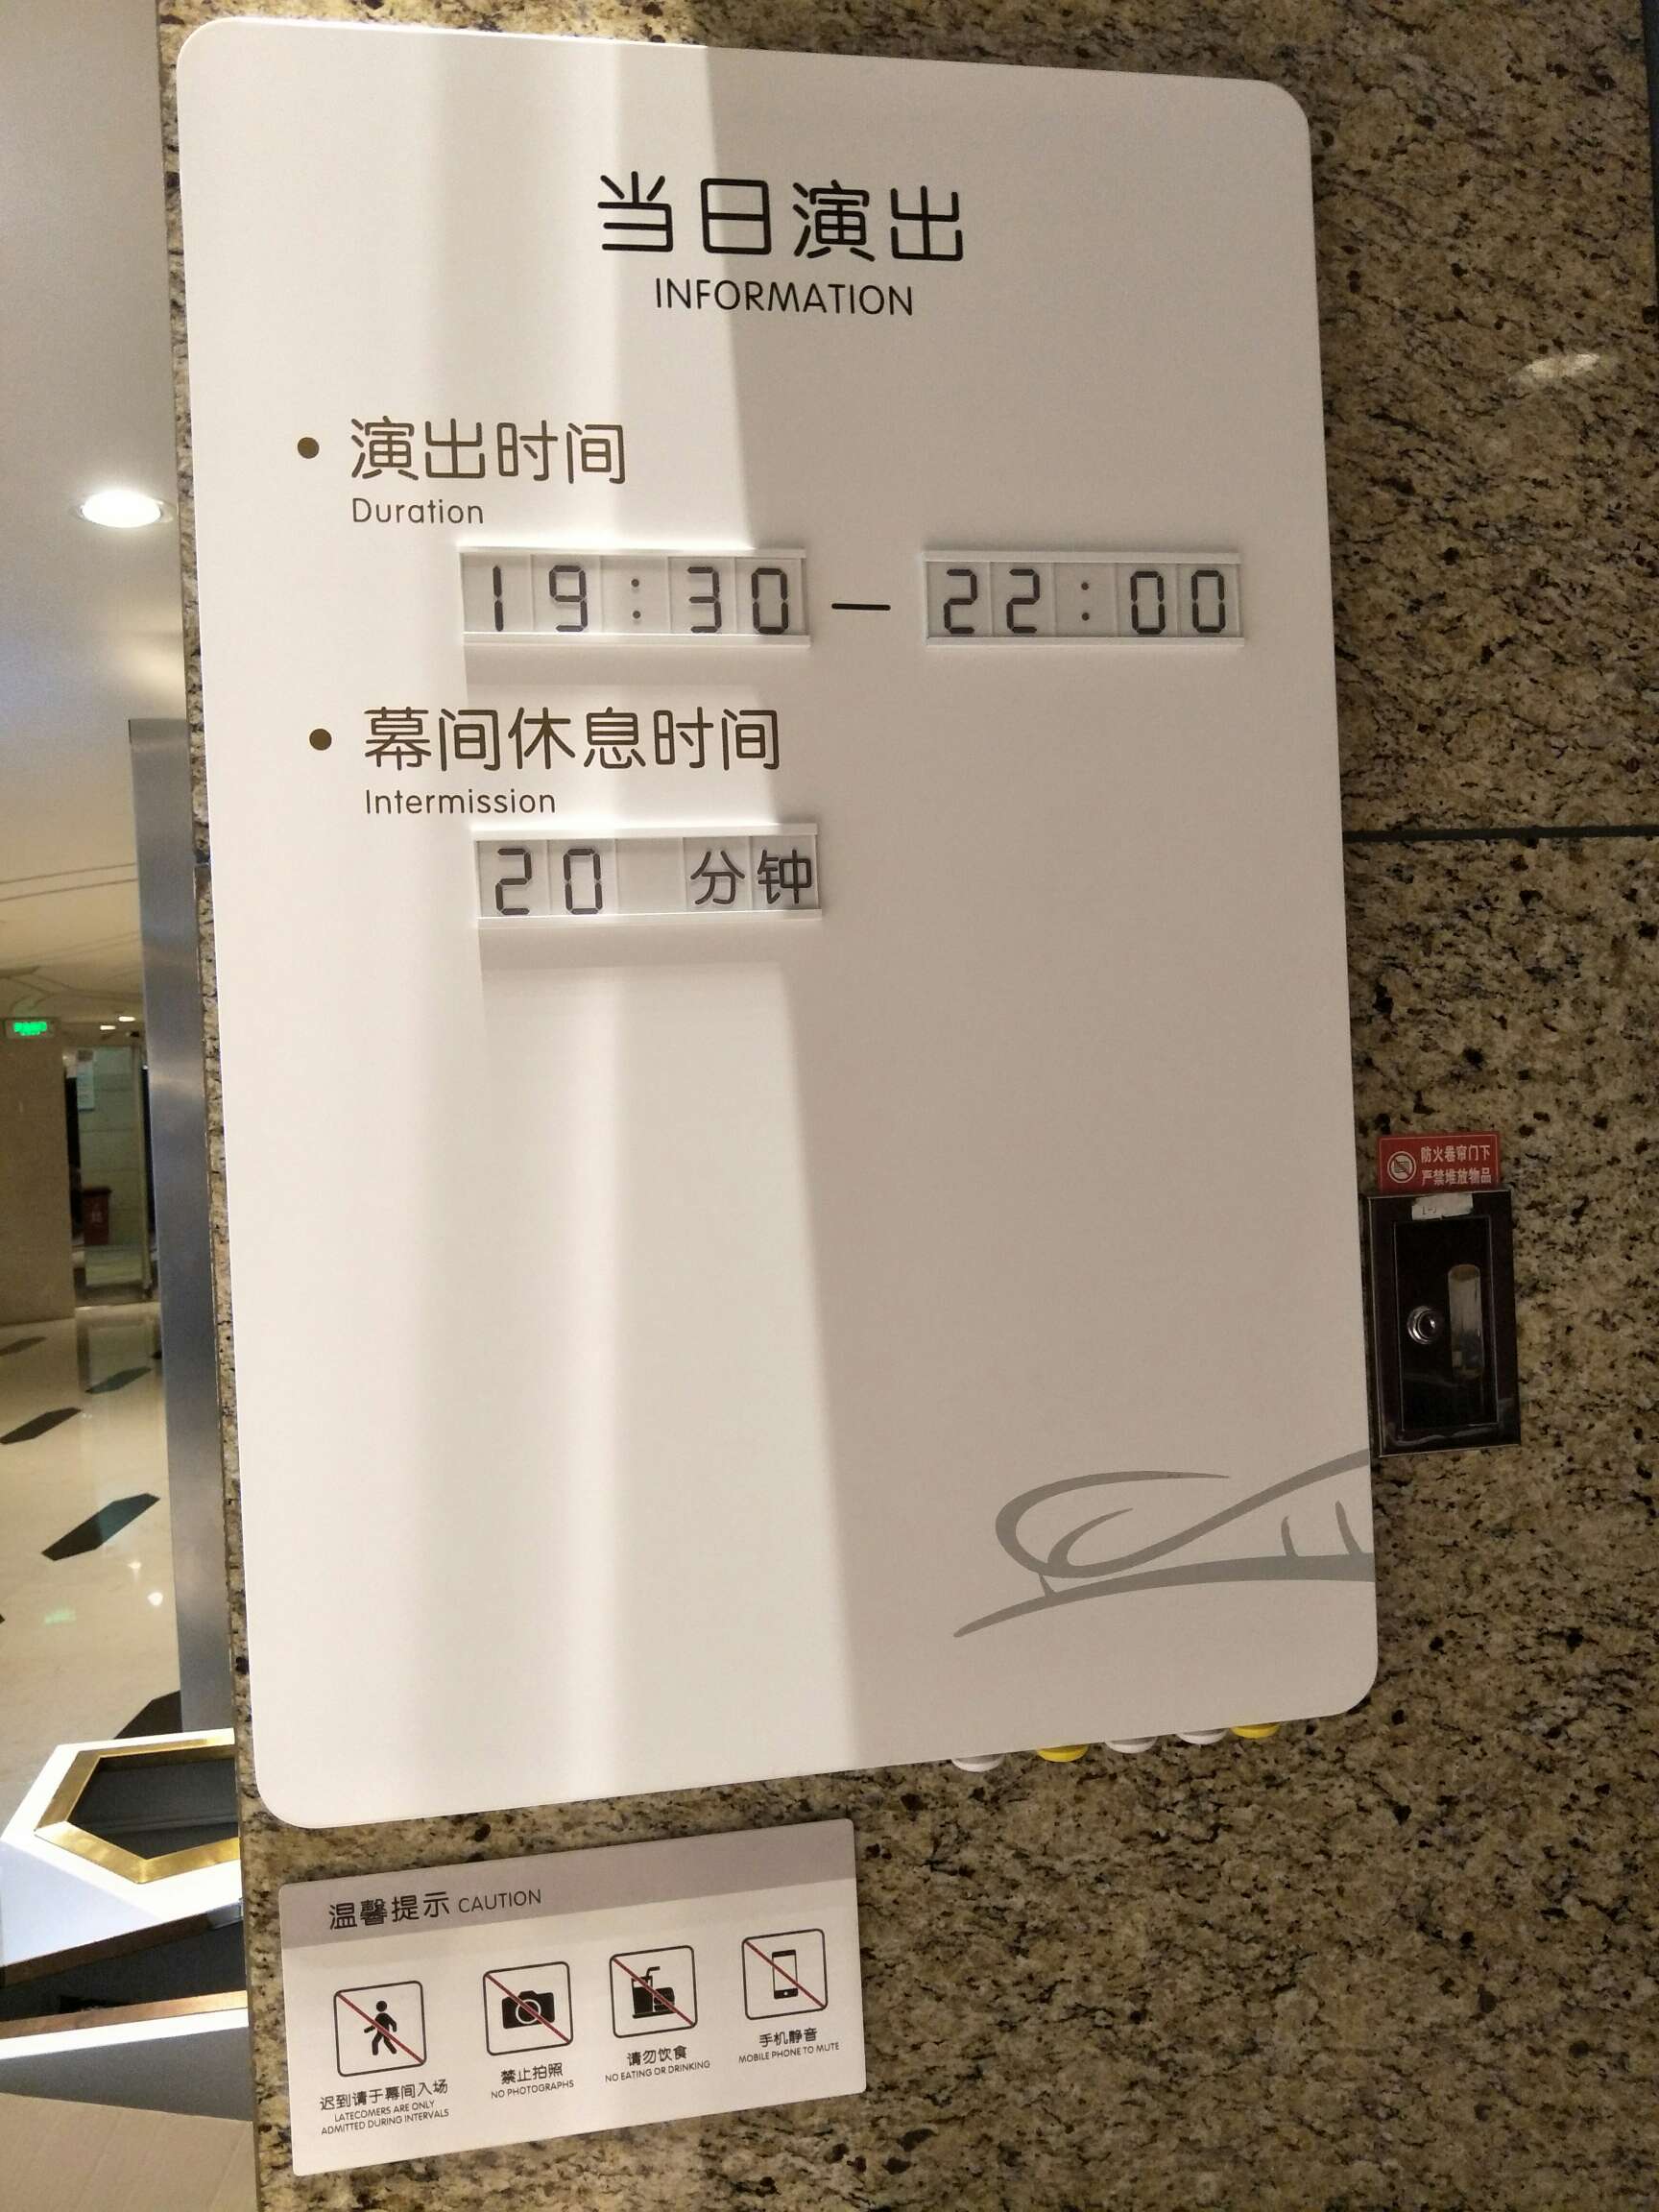 当日演出
INFORMATION
演出时间
Duration
19:30 — 22:00
幕间休息时间
Intermission
20 分钟
防火卷帘门下
严禁堆放物品
温馨提示 CAUTION
迟到请于幕间入场
LATECOMERS ARE ONLY
ADMITTED DURING INTERVALS
禁止拍照
NO PHOTOGRAPHS
请勿饮食
NO EATING OR DRINKING
手机静音
MOBILE PHONE TO MUTE